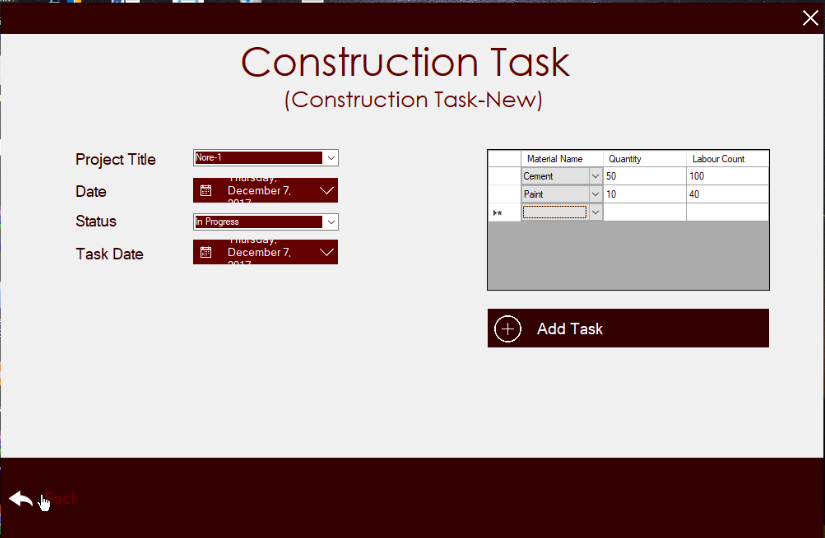 Construction Task
(Construction Task-New)
Project Title
Nore-1
Date
Thursday,
December 7,
2017
Status
In Progress
Task Date
Thursday,
December 7,
2017
Material Name Quantity Labour Count
Cement 50 100
Paint 10 40
Add Task
Back